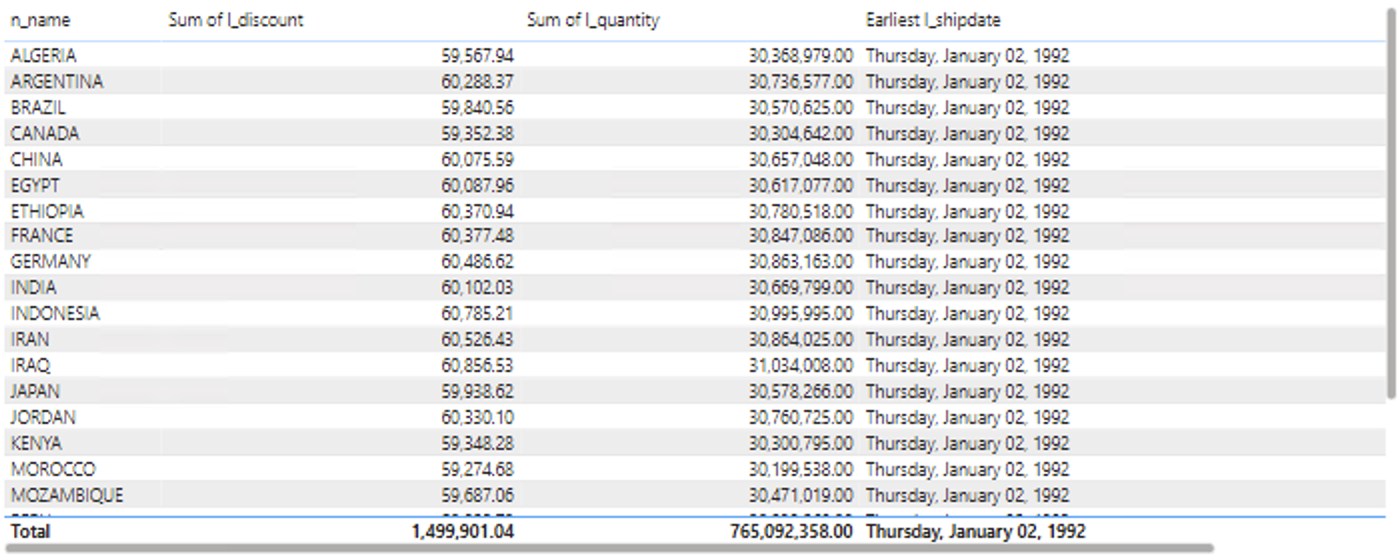 n_name Sum of l_discount Sum of l_quantity Earliest l_shipdate
ALGERIA 59,567.94 30,368,979.00 Thursday, January 02, 1992
ARGENTINA 60,288.37 30,736,577.00 Thursday, January 02, 1992
BRAZIL 59,840.56 30,570,625.00 Thursday, January 02, 1992
CANADA 59,352.38 30,304,642.00 Thursday, January 02, 1992
CHINA 60,075.59 30,657,048.00 Thursday, January 02, 1992
EGYPT 60,087.96 30,617,077.00 Thursday, January 02, 1992
ETHIOPIA 60,370.94 30,780,518.00 Thursday, January 02, 1992
FRANCE 60,377.48 30,847,086.00 Thursday, January 02, 1992
GERMANY 60,486.62 30,863,163.00 Thursday, January 02, 1992
INDIA 60,102.03 30,669,799.00 Thursday, January 02, 1992
INDONESIA 60,785.21 30,995,995.00 Thursday, January 02, 1992
IRAN 60,526.43 30,864,025.00 Thursday, January 02, 1992
IRAQ 60,856.53 31,034,008.00 Thursday, January 02, 1992
JAPAN 59,938.62 30,578,266.00 Thursday, January 02, 1992
JORDAN 60,330.10 30,760,725.00 Thursday, January 02, 1992
KENYA 59,348.28 30,300,795.00 Thursday, January 02, 1992
MOROCCO 59,274.68 30,199,538.00 Thursday, January 02, 1992
MOZAMBIQUE 59,687.06 30,471,019.00 Thursday, January 02, 1992
Total 1,499,901.04 765,092,358.00 Thursday, January 02, 1992